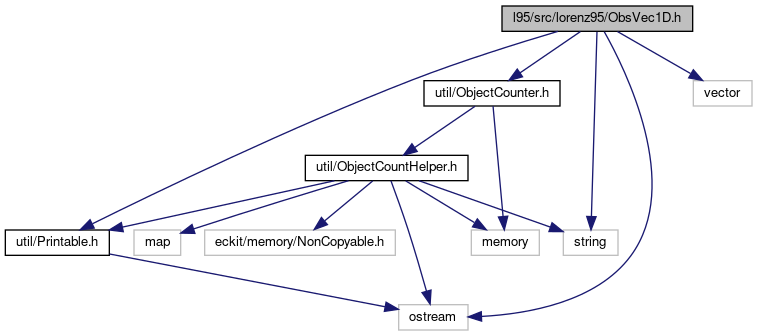 l95/src/lorenz95/ObsVec1D.h
util/ObjectCounter.h
vector
util/ObjectCountHelper.h
util/Printable.h
map
eckit/memory/NonCopyable.h
memory
string
ostream